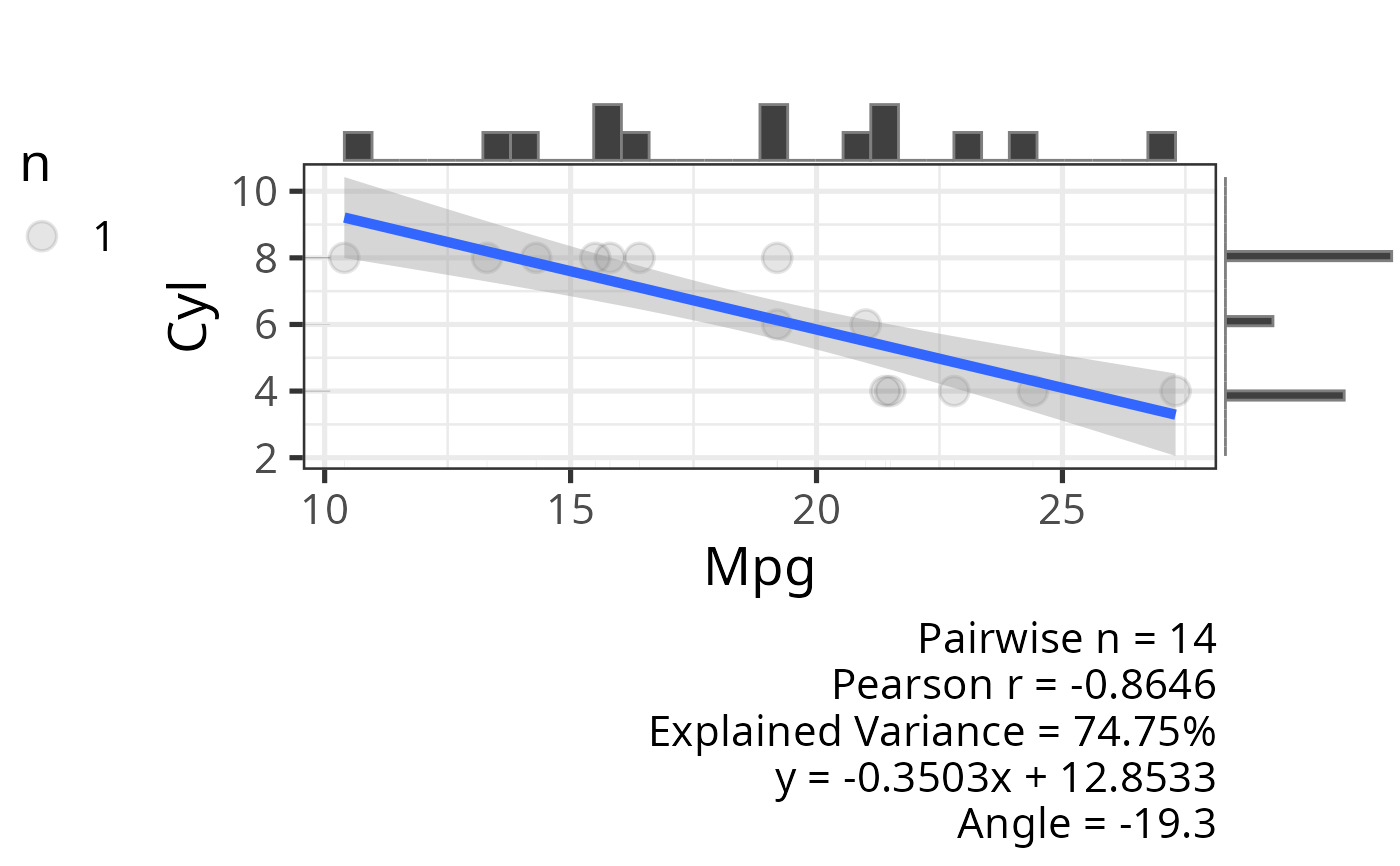 n
1
Cyl
10
8
6
4
2
10 15 20 25
Mpg
Pairwise n = 14
Pearson r = -0.8646
Explained Variance = 74.75%
y = -0.3503x + 12.8533
Angle = -19.3